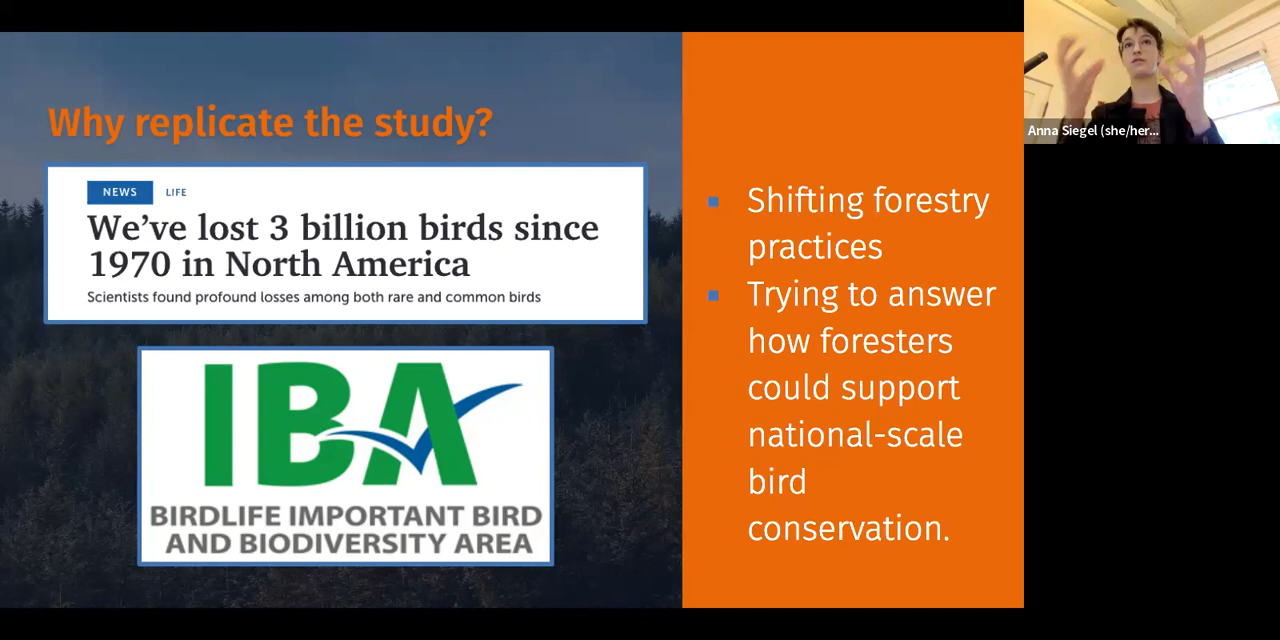 Why replicate the study?
NEWS LIFE
We’ve lost 3 billion birds since
1970 in North America
Scientists found profound losses among both rare and common birds
IBA
BIRDLIFE IMPORTANT BIRD
AND BIODIVERSITY AREA
Shifting forestry
practices
Trying to answer
how foresters
could support
national-scale
bird
conservation.
Anna Siegel (she/her...